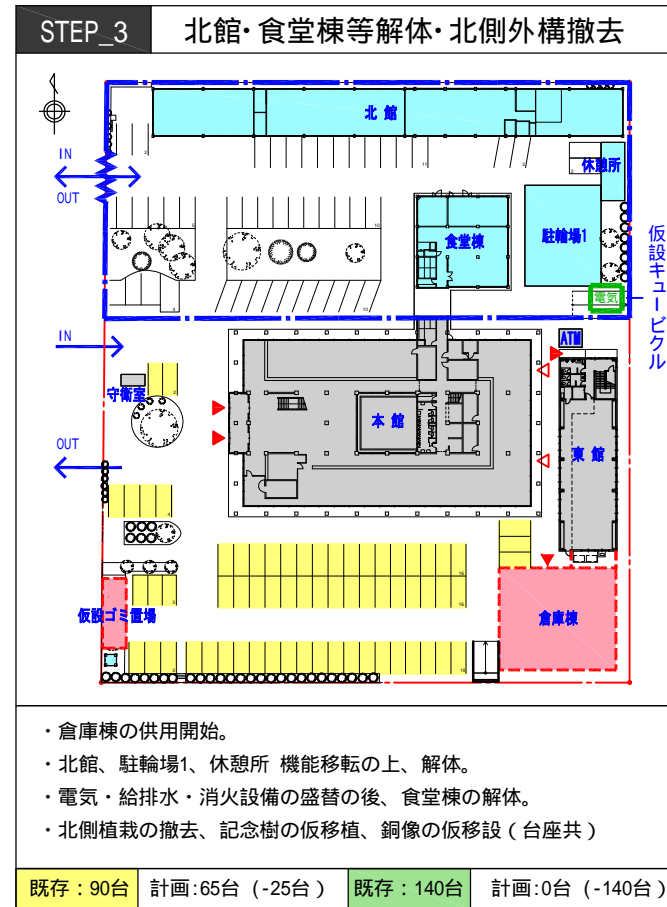 STEP_3
北館・食堂棟等解体・北側外構撤去
北 館
IN
OUT
休憩所
食堂棟
駐輪場1
仮設キュービクル
電気
IN
ATM
守衛室
本 館
東 館
OUT
仮設ゴミ置場
倉庫棟
・倉庫棟の供用開始。
・北館、駐輪場1、休憩所 機能移転の上、解体。
・電気・給排水・消火設備の盛替の後、食堂棟の解体。
・北側植栽の撤去、記念樹の仮移植、銅像の仮移設(台座共)
既存:90台 計画:65台 (-25台) 既存:140台 計画:0台 (-140台)